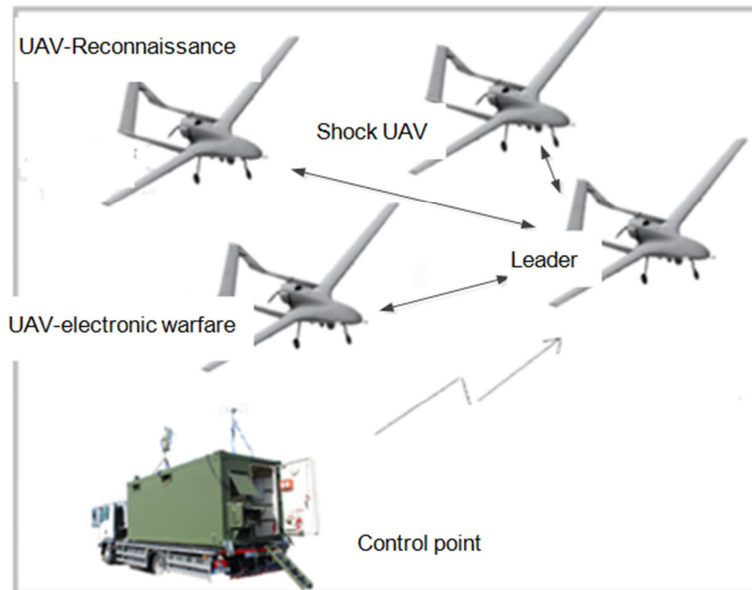 UAV-Reconnaissance
Shock UAV
Leader
UAV-electronic warfare
Control point